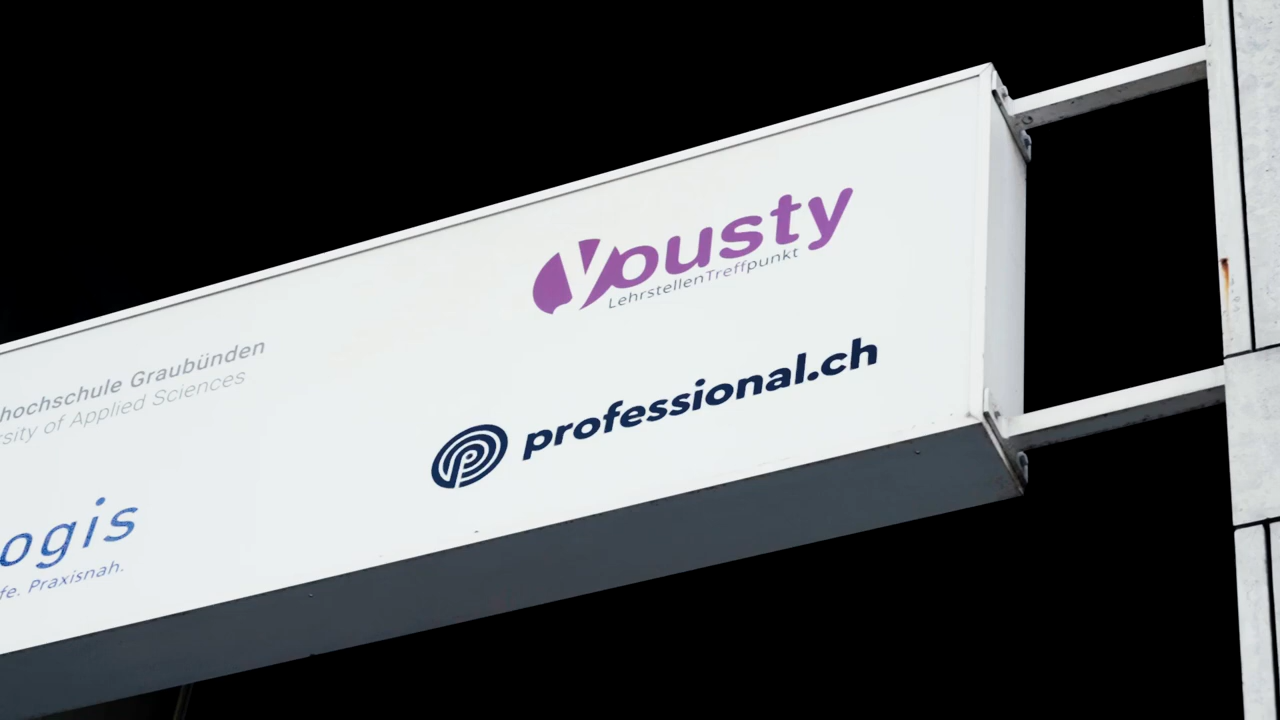 hochschule Graubünden
rsity of Applied Sciences
ogis
fe. Praxisnah.
Yousty
LehrstellenTreffpunkt
professional.ch